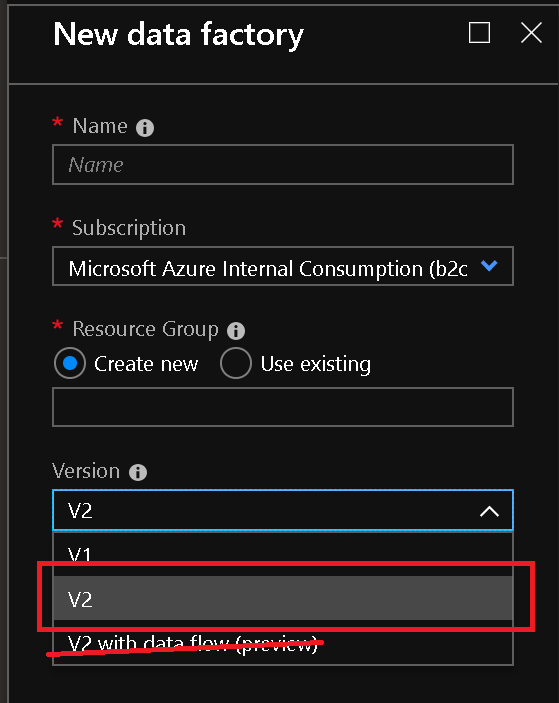 New data factory
* Name
Name
* Subscription
Microsoft Azure Internal Consumption (b2c
* Resource Group
Create new Use existing
Version
V2
V1
V2
V2 with data flow (preview)